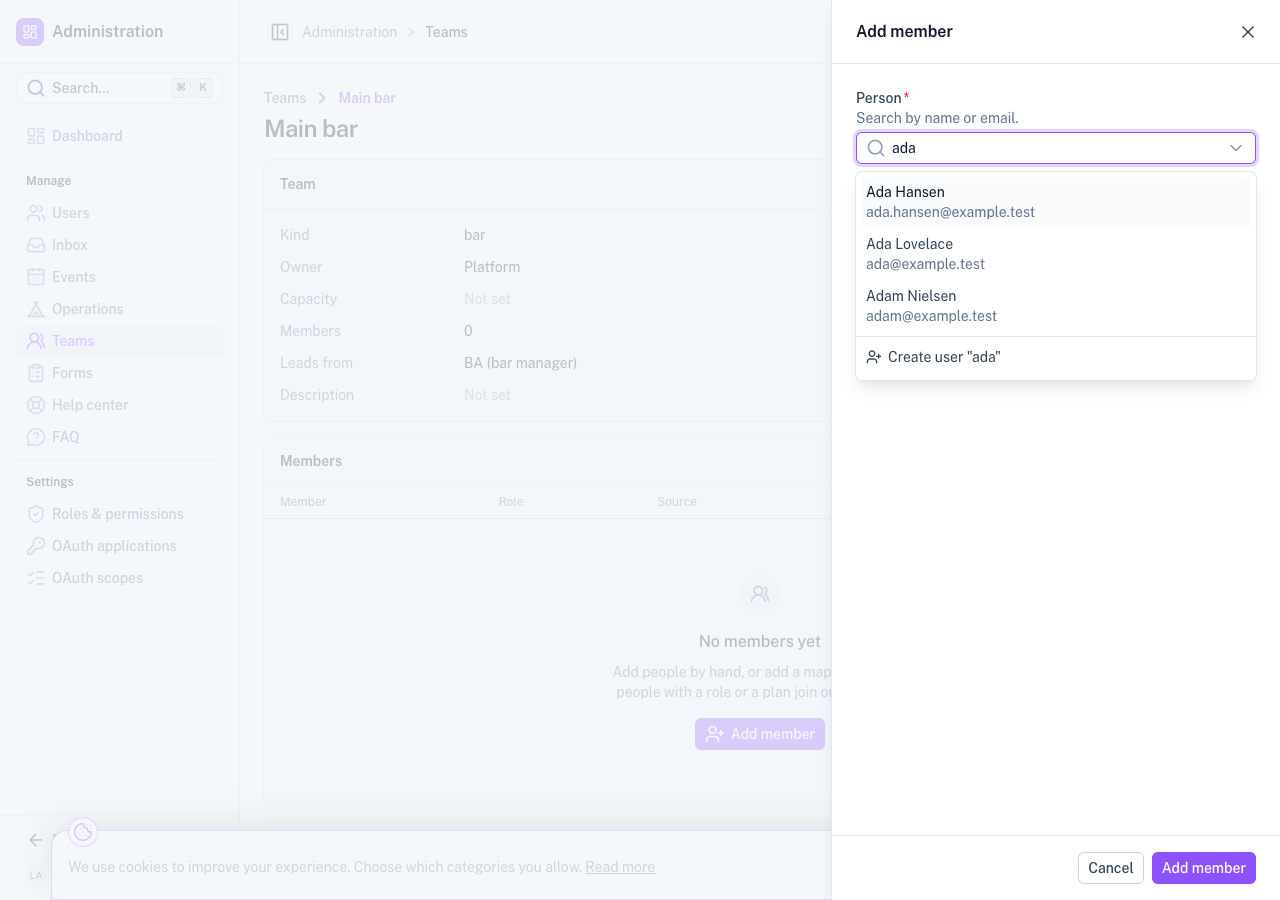 Administration
Search...
⌘ K
Dashboard
Manage
Users
Inbox
Events
Operations
Teams
Forms
Help center
FAQ
Settings
Roles & permissions
OAuth applications
OAuth scopes
LA
Administration
Teams
Teams
Main bar
Main bar
Team
Kind
bar
Owner
Platform
Capacity
Not set
Members
0
Leads from
BA (bar manager)
Description
Not set
Members
Member
Role
Source
No members yet
Add people by hand, or add a
people with a role or a plan join
Add member
We use cookies to improve your experience. Choose which categories you allow. Read more
Add member
Person*
Search by name or email.
ada
Ada Hansen
ada.hansen@example.test
Ada Lovelace
ada@example.test
Adam Nielsen
adam@example.test
Create user "ada"
Cancel
Add member